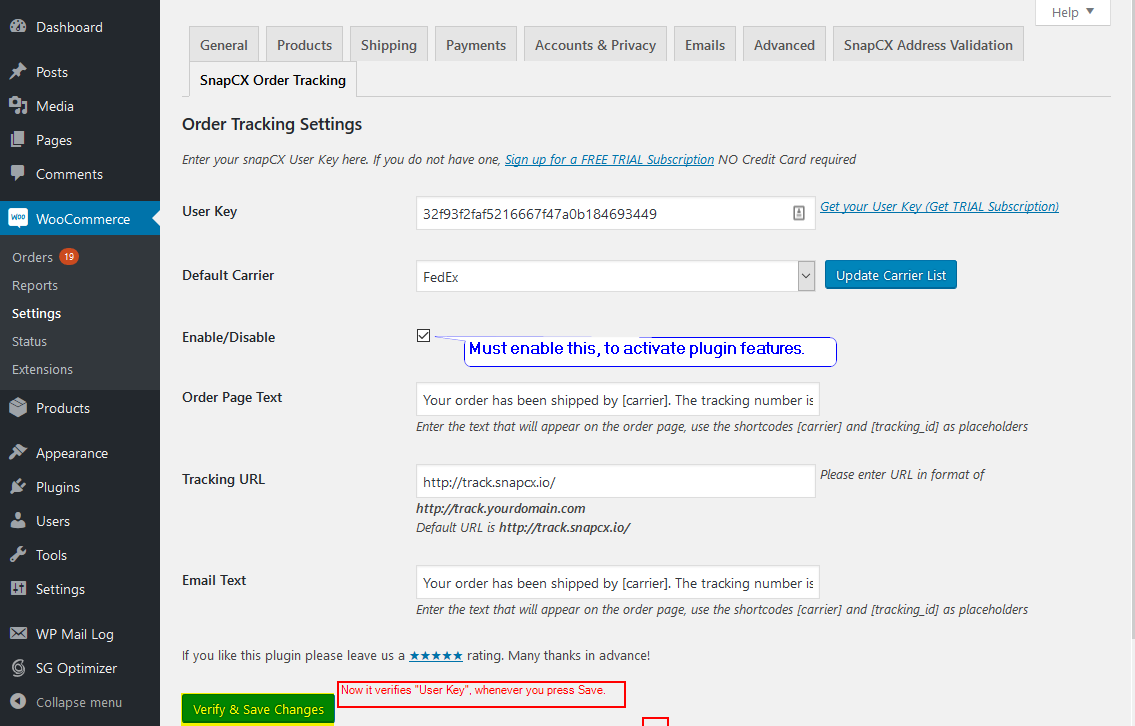 Help
Dashboard
Posts
Media
Pages
Comments
WOO WooCommerce
Orders 19
Reports
Settings
Status
Extensions
Products
Appearance
Plugins
Users
Tools
Settings
WP Mail Log
SG Optimizer
Collapse menu
General Products Shipping Payments Accounts & Privacy Emails Advanced SnapCX Address Validation
SnapCX Order Tracking
Order Tracking Settings
Enter your snapCX User Key here. If you do not have one, Sign up for a FREE TRIAL Subscription NO Credit Card required
User Key 32f93f2faf5216667f47a0b184693449 Get your User Key (Get TRIAL Subscription)
Default Carrier FedEx Update Carrier List
Enable/Disable Must enable this, to activate plugin features.
Order Page Text Your order has been shipped by [carrier]. The tracking number is
Enter the text that will appear on the order page, use the shortcodes [carrier] and [tracking_id] as placeholders
Tracking URL http://track.snapcx.io/ Please enter URL in format of
http://track.yourdomain.com
Default URL is http://track.snapcx.io/
Email Text Your order has been shipped by [carrier]. The tracking number is
Enter the text that will appear on the order page, use the shortcodes [carrier] and [tracking_id] as placeholders
If you like this plugin please leave us a ★★★★★ rating. Many thanks in advance!
Verify & Save Changes Now it verifies "User Key", whenever you press Save.